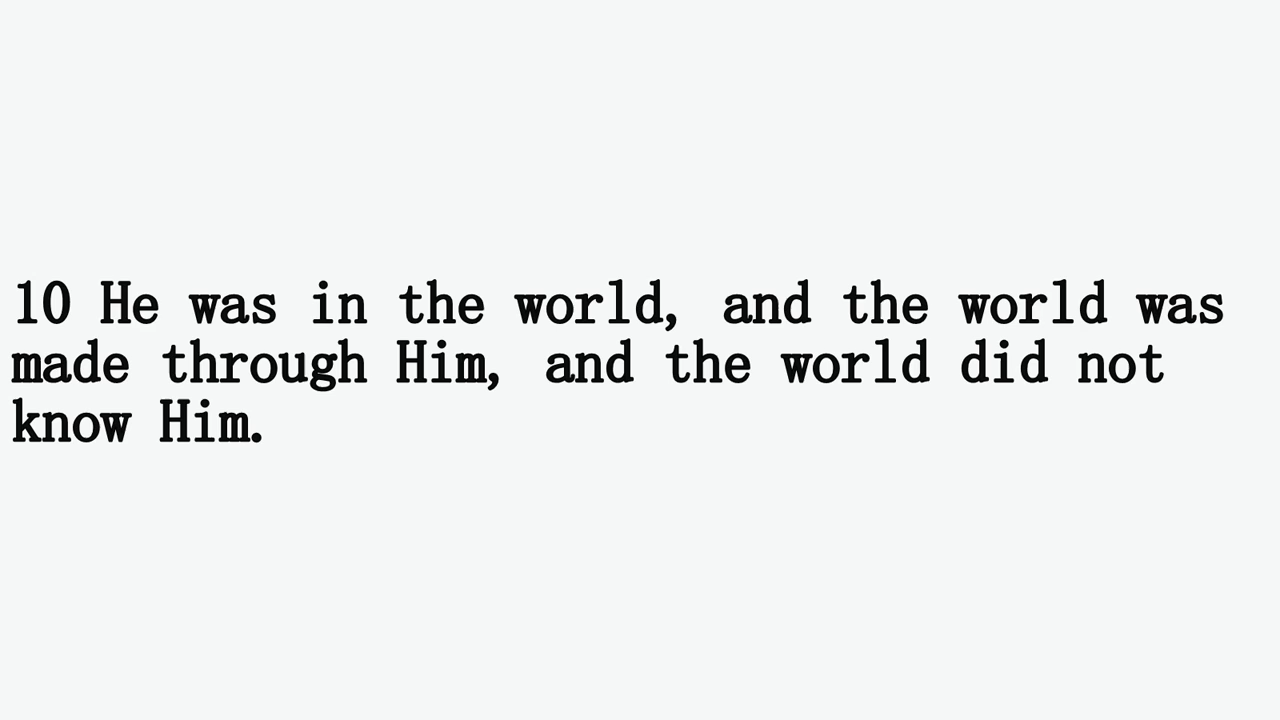 10 He was in the world, and the world was
made through Him, and the world did not
know Him.